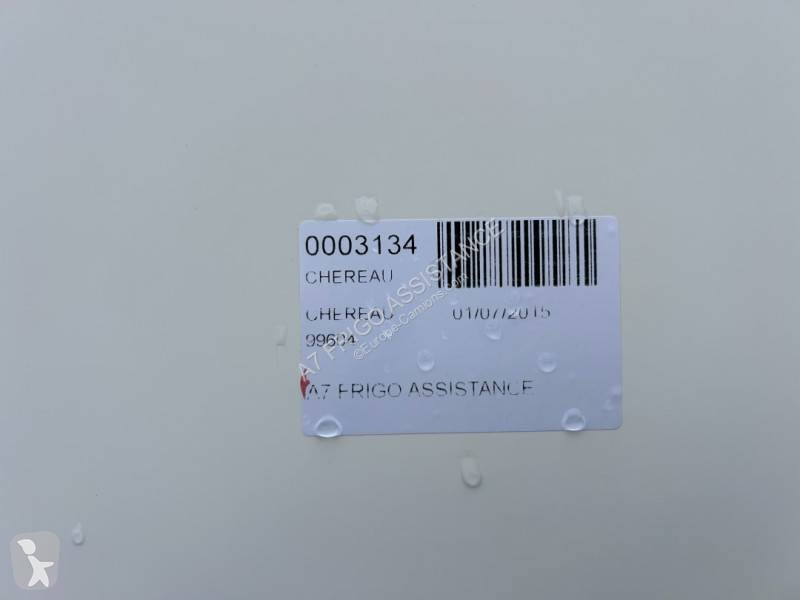 0003134
CHEREAU
CHEREAU 01/07/2015
99604
A7 FRIGO ASSISTANCE
A7 FRIGO ASSISTANCE
©Europe-Camions.com